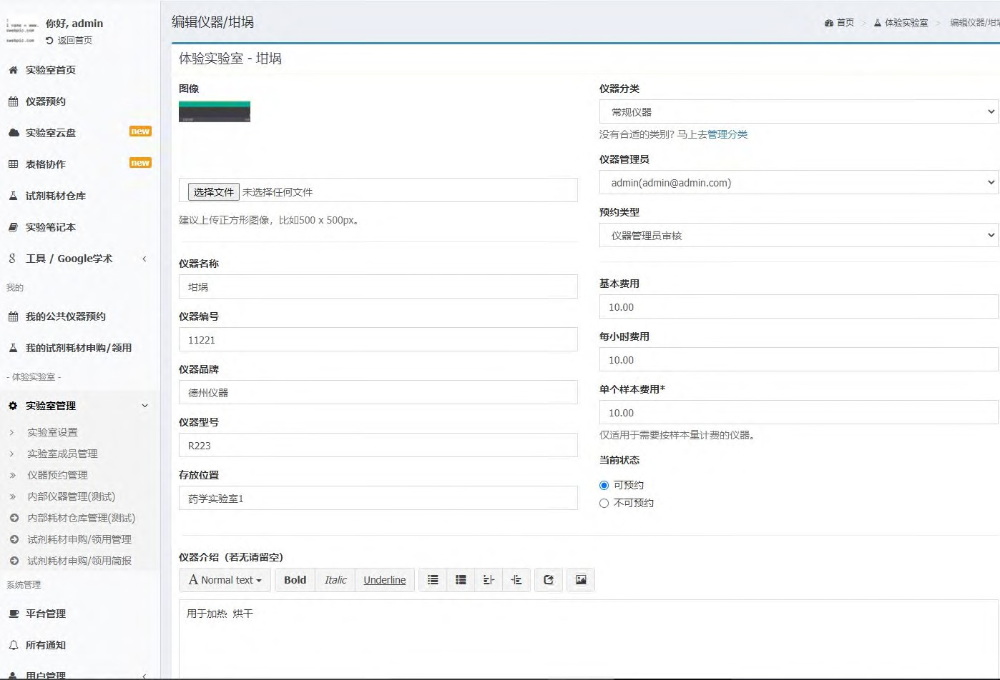 你好, admin
返回首页
实验室首页
仪器预约
实验室云盘 new
表格协作 new
试剂耗材仓库
实验笔记本
工具 / Google学术
我的
我的公共仪器预约
我的试剂耗材申购/领用
- 体验实验室 -
实验室管理
实验室设置
实验室成员管理
仪器预约管理
内部仪器管理(测试)
内部耗材仓库管理(测试)
试剂耗材申购/领用管理
试剂耗材申购/领用简报
系统管理
平台管理
所有通知
用户管理
编辑仪器/坩埚
首页 > 体验实验室 > 编辑仪器/坩埚
体验实验室 - 坩埚
图像
选择文件 未选择任何文件
建议上传正方形图像，比如500 x 500px。
仪器名称
坩埚
仪器编号
11221
仪器品牌
德州仪器
仪器型号
R223
存放位置
药学实验室1
仪器分类
常规仪器
没有合适的类别? 马上去管理分类
仪器管理员
admin(admin@admin.com)
预约类型
仪器管理员审核
基本费用
10.00
每小时费用
10.00
单个样本费用*
10.00
仅适用于需要按样本量计费的仪器。
当前状态
可预约
不可预约
仪器介绍（若无请留空）
A Normal text Bold Italic Underline
用于加热 烘干